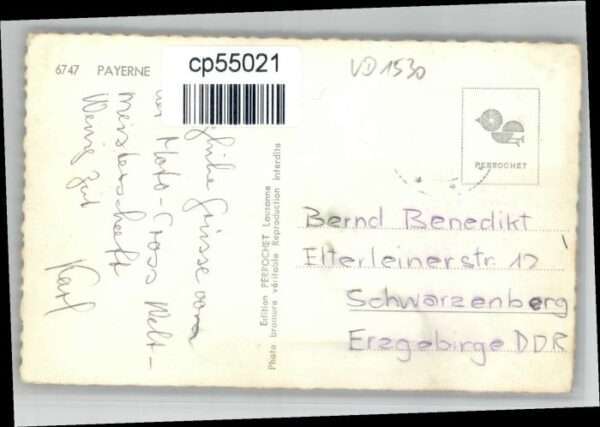 6747 PAYERNE
cp55021
VD 1530
PERROCHET
Grüsse von
der Moto-Cross Welt-
meisterschaft
Wenig Zeit
Karl
Edition PERROCHET Lausanne
Photo bromure véritable Reproduction interdite
Bernd Benedikt
Elterleinerstr 12
Schwarzenberg
Erzgebirge DDR